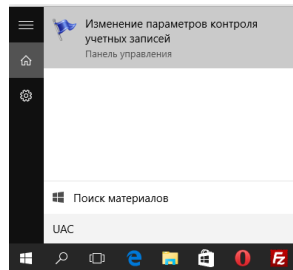 Изменение параметров контроля
учетных записей
Панель управления
Поиск материалов
UAC